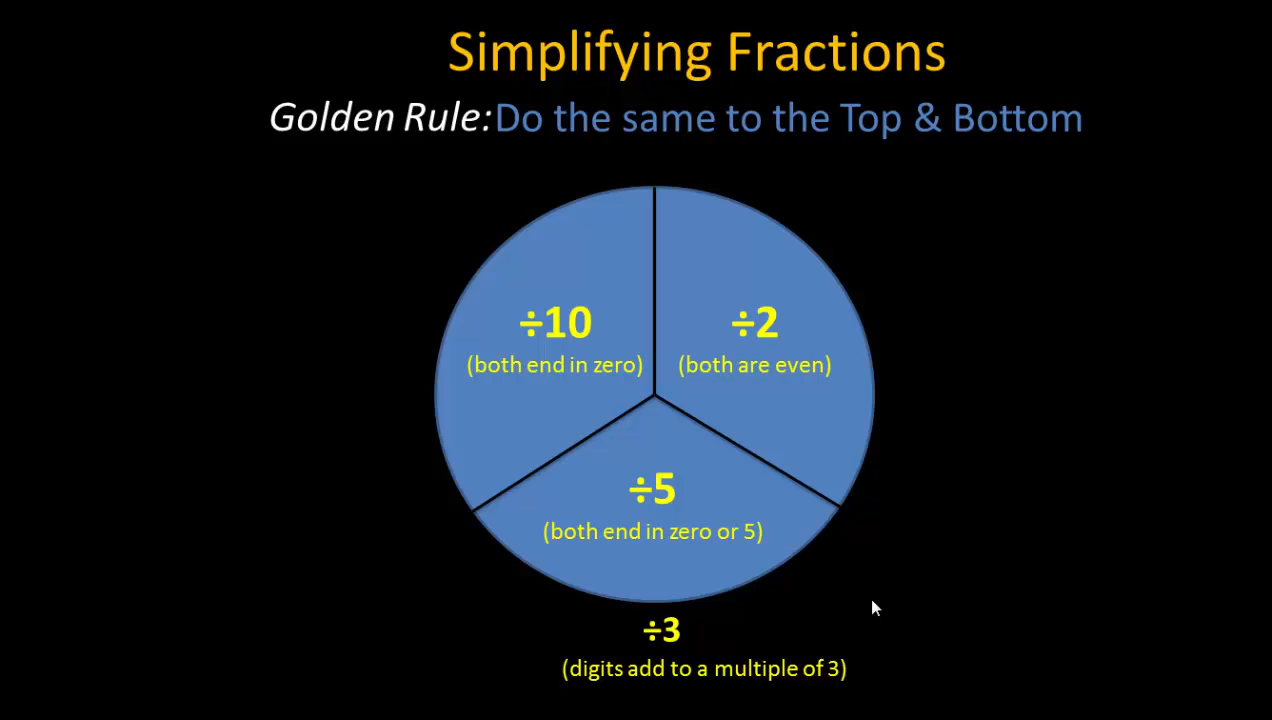 Simplifying Fractions
Golden Rule: Do the same to the Top & Bottom
÷10
(both end in zero)
÷2
(both are even)
÷5
(both end in zero or 5)
÷3
(digits add to a multiple of 3)